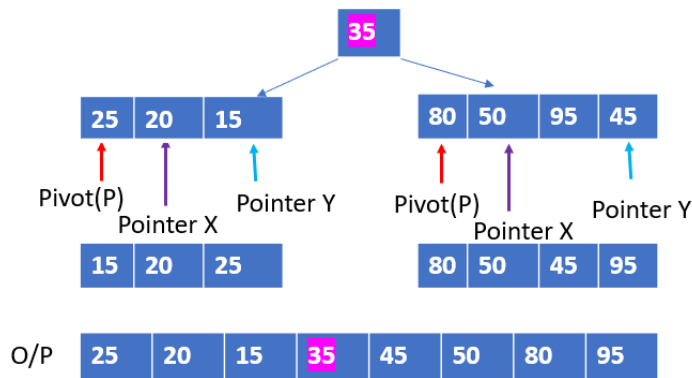 35
25 20 15 80 50 95 45
Pivot(P) Pointer X Pointer Y Pivot(P) Pointer X Pointer Y
15 20 25 80 50 45 95
O/P 25 20 15 35 45 50 80 95